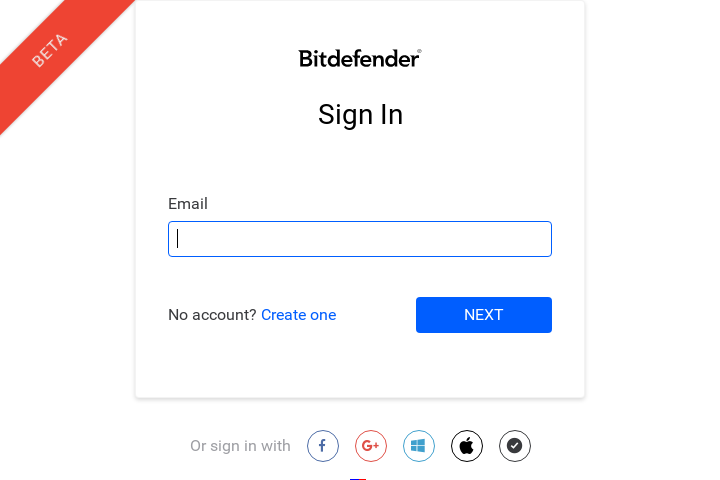 BETA
Bitdefender®
Sign In
Email
No account? Create one
NEXT
Or sign in with